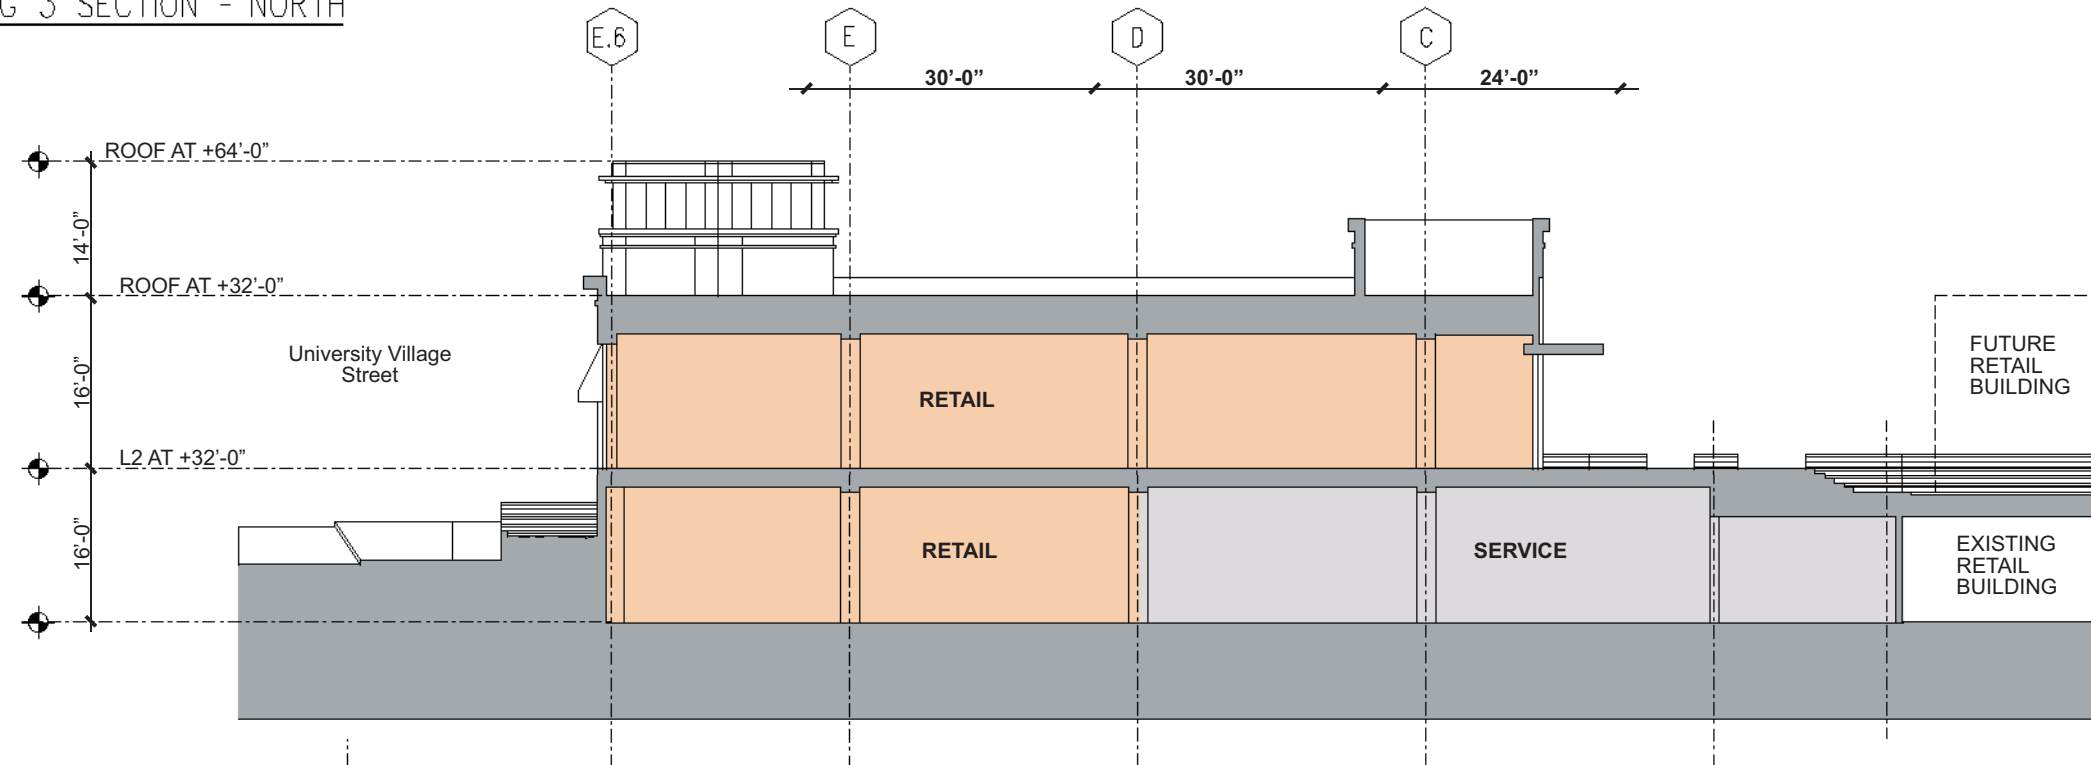 G 3 SECTION - NORTH
E.6
E
D
C
30’-0”
30’-0”
24’-0”
ROOF AT +64’-0”
14’-0”
ROOF AT +32’-0”
University Village
Street
16’-0”
RETAIL
FUTURE
RETAIL
BUILDING
L2 AT +32’-0”
16’-0”
RETAIL
SERVICE
EXISTING
RETAIL
BUILDING